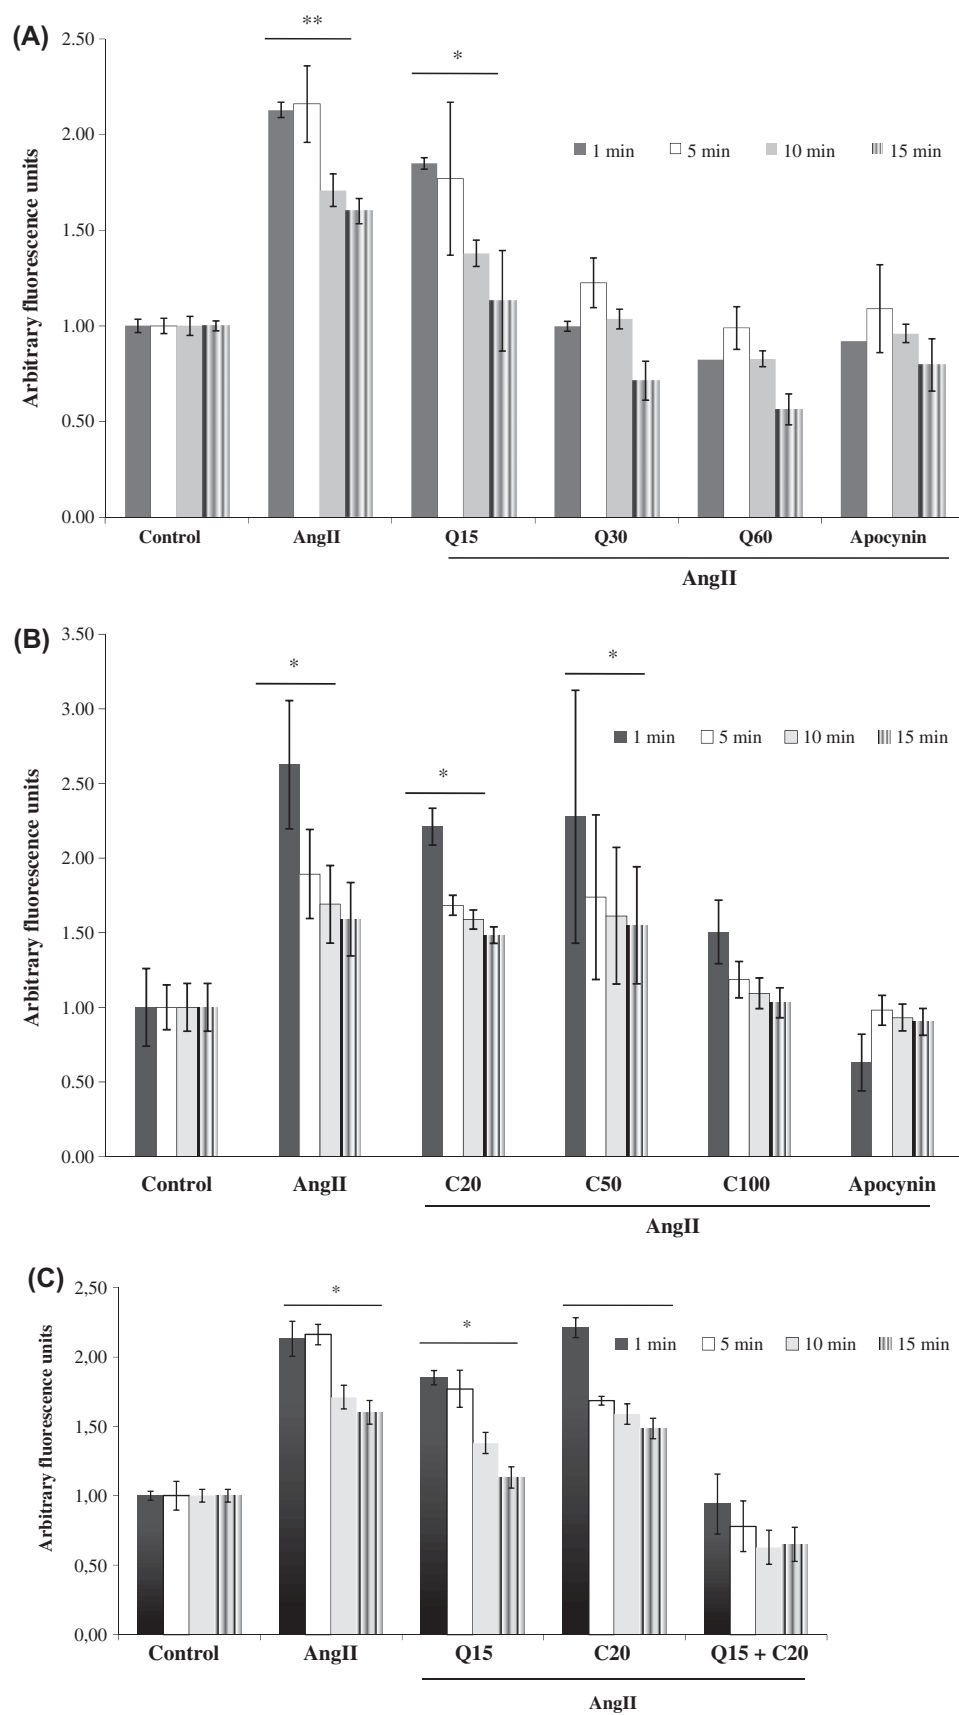 (A)
**
*
2.50
2.00
1.50
1.00
0.50
0.00
Arbitrary fluorescence units
1 min 5 min 10 min 15 min
Control AngII Q15 Q30 Q60 Apocynin
AngII
(B)
*
*
*
3.50
3.00
2.50
2.00
1.50
1.00
0.50
0.00
Arbitrary fluorescence units
1 min 5 min 10 min 15 min
Control AngII C20 C50 C100 Apocynin
AngII
(C)
*
*
2,50
2,00
1,50
1,00
0,50
0,00
Arbitrary fluorescence units
1 min 5 min 10 min 15 min
Control AngII Q15 C20 Q15 + C20
AngII